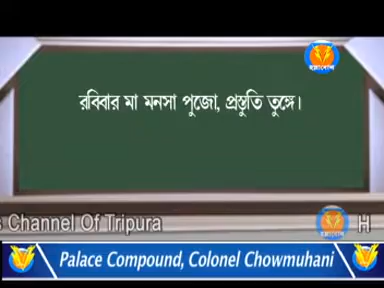 রবিবার মা মনসা পুজো, প্রস্তুতি তুঙ্গে।
s Channel Of Tripura
H
Palace Compound, Colonel Chowmuhani